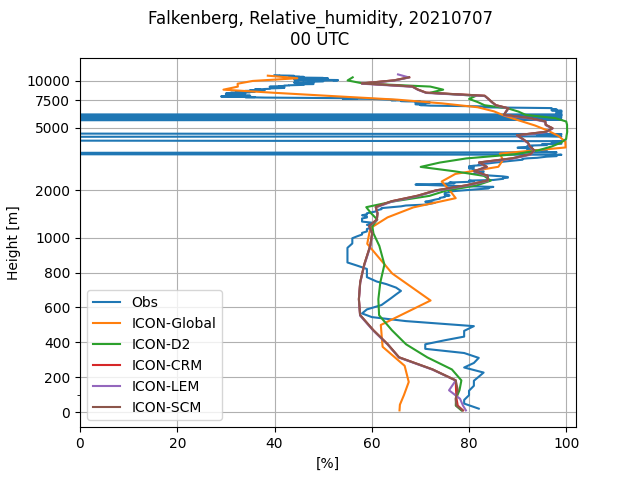 Falkenberg, Relative_humidity, 20210707
00 UTC
10000
7500
5000
2000
1000
800
600
400
200
0
Height [m]
Obs
ICON-Global
ICON-D2
ICON-CRM
ICON-LEM
ICON-SCM
0 20 40 60 80 100
[%]